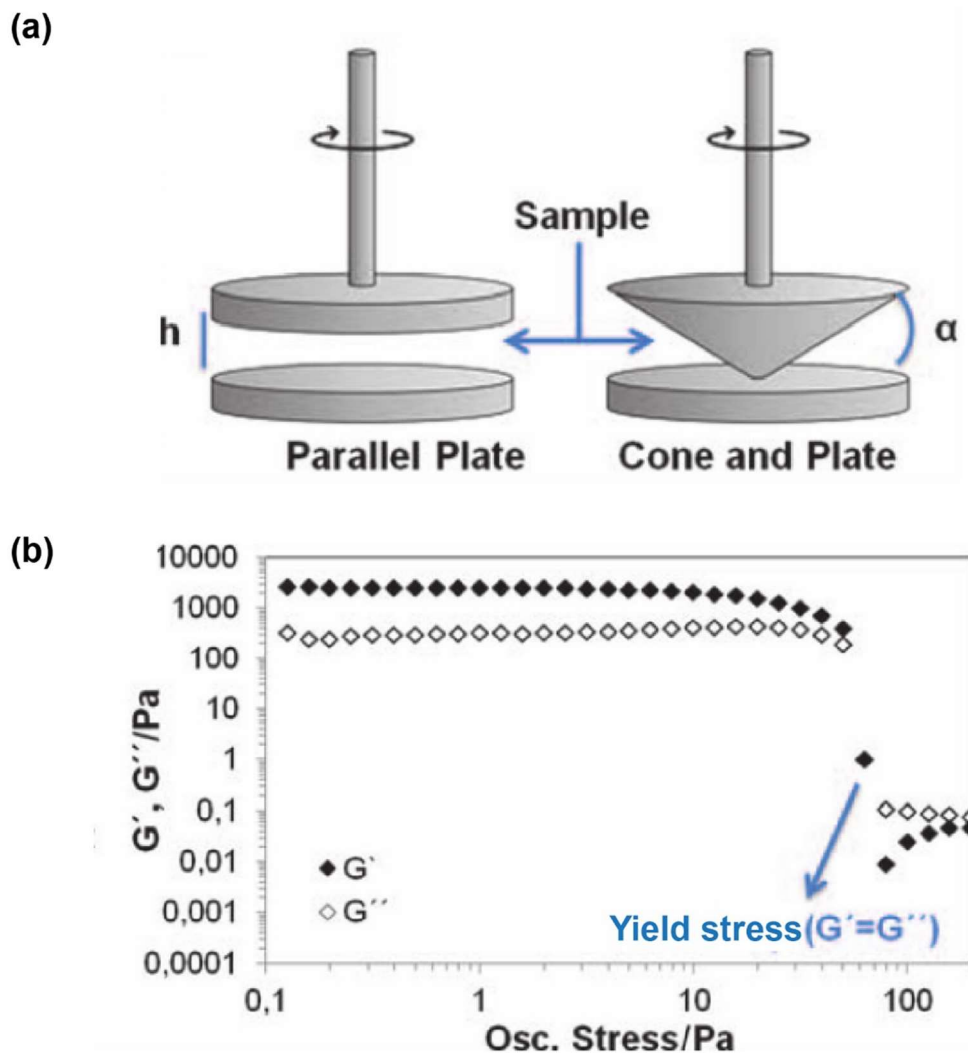 (a)
Sample
h
α
Parallel Plate
Cone and Plate
(b)
G´, G´´/Pa
10000
1000
100
10
1
0,1
0,01
0,001
0,0001
G`
G´´
Yield stress(G´=G´´)
0,1
1
10
100
Osc. Stress/Pa